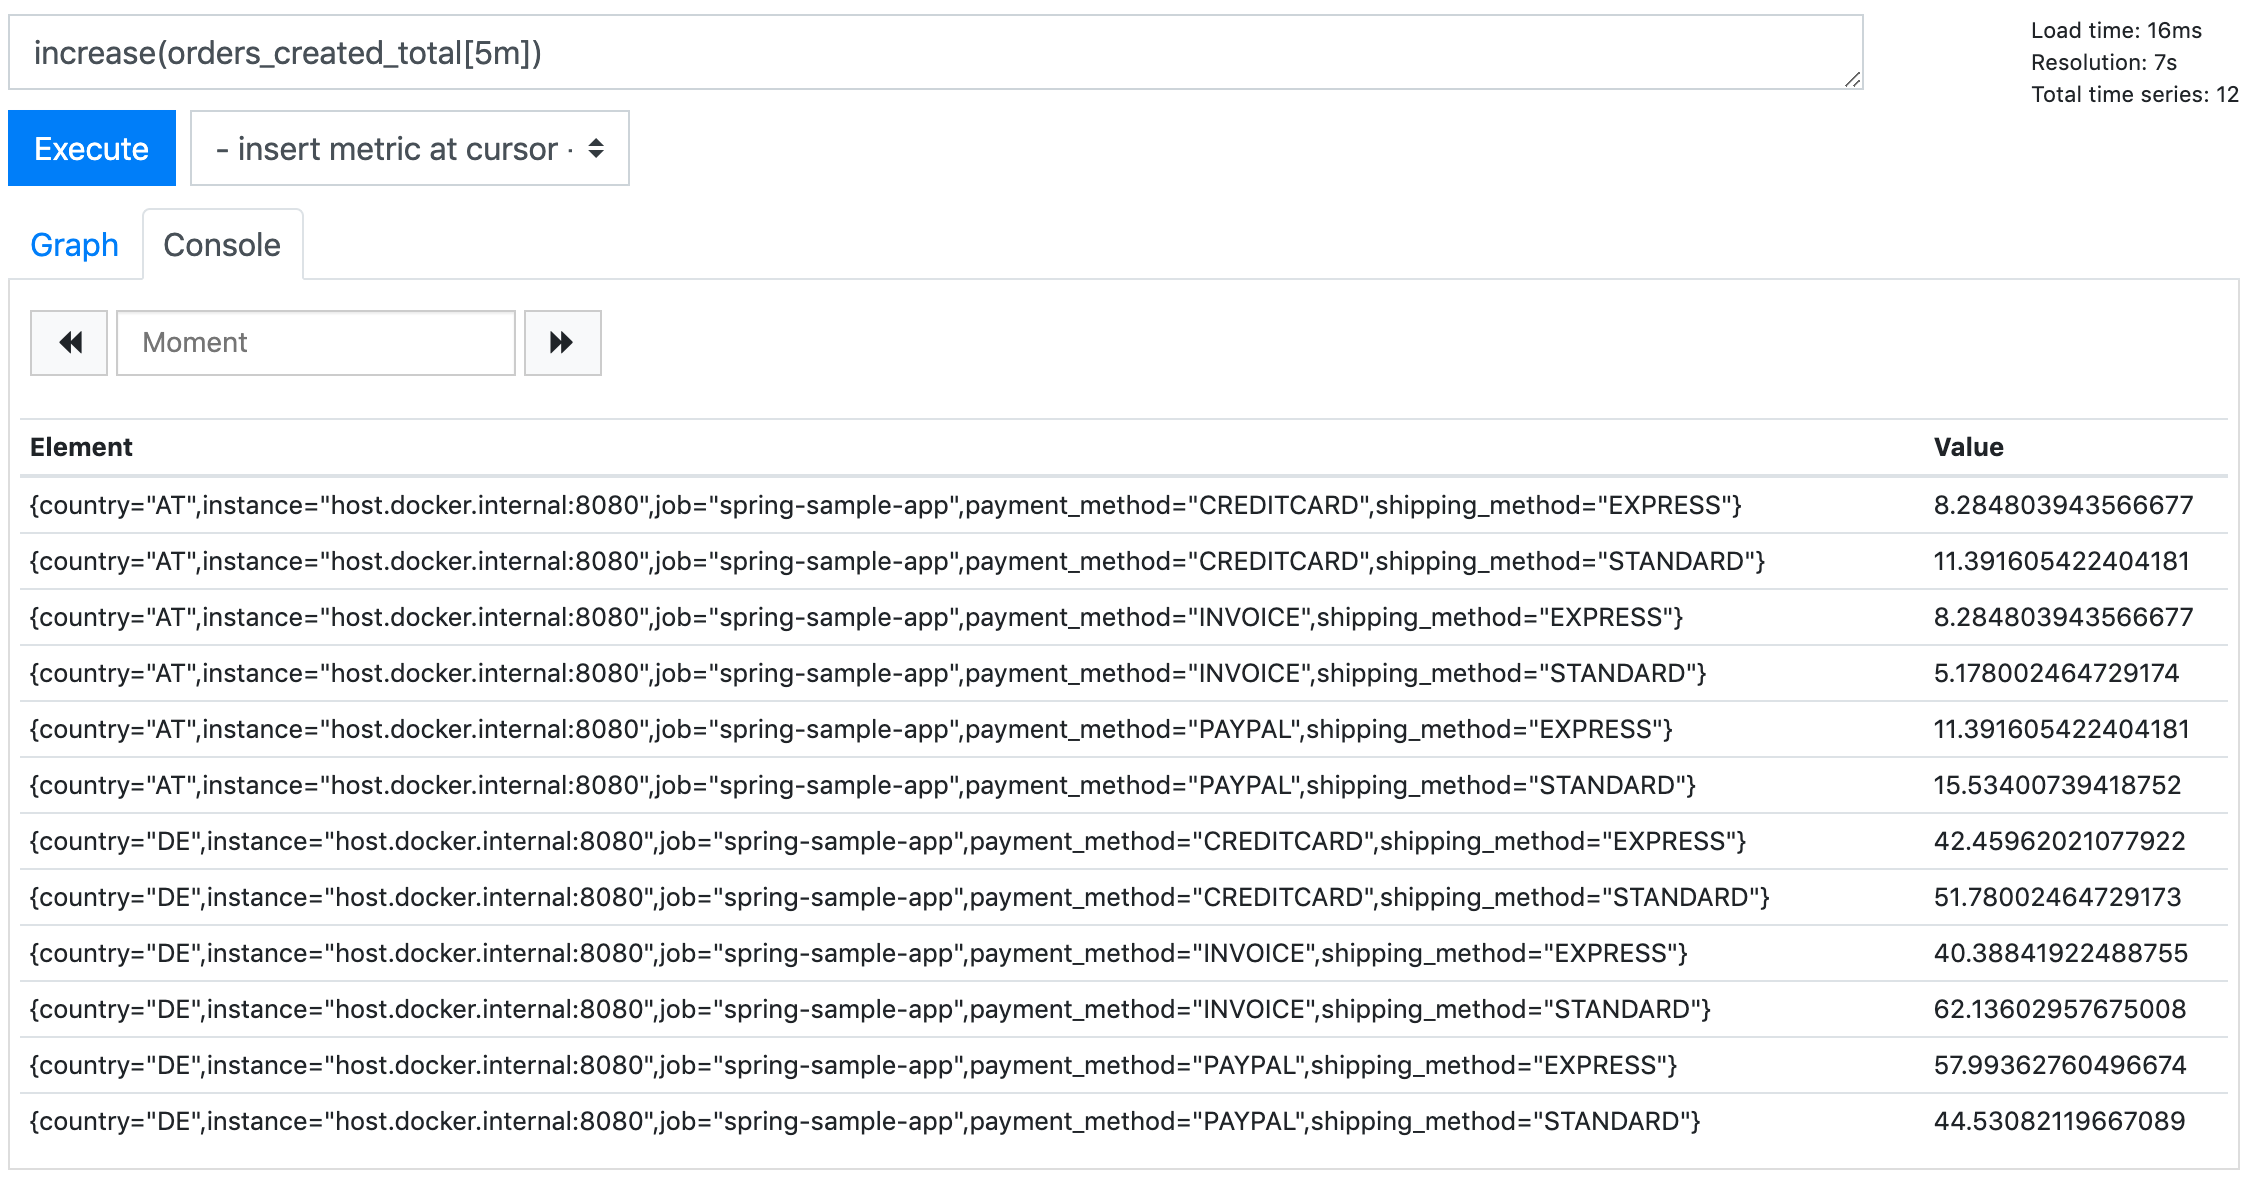 increase(orders_created_total[5m])
Load time: 16ms
Resolution: 7s
Total time series: 12
Execute
- insert metric at cursor -
Graph
Console
Moment
Element Value
{country="AT",instance="host.docker.internal:8080",job="spring-sample-app",payment_method="CREDITCARD",shipping_method="EXPRESS"} 8.284803943566677
{country="AT",instance="host.docker.internal:8080",job="spring-sample-app",payment_method="CREDITCARD",shipping_method="STANDARD"} 11.391605422404181
{country="AT",instance="host.docker.internal:8080",job="spring-sample-app",payment_method="INVOICE",shipping_method="EXPRESS"} 8.284803943566677
{country="AT",instance="host.docker.internal:8080",job="spring-sample-app",payment_method="INVOICE",shipping_method="STANDARD"} 5.178002464729174
{country="AT",instance="host.docker.internal:8080",job="spring-sample-app",payment_method="PAYPAL",shipping_method="EXPRESS"} 11.391605422404181
{country="AT",instance="host.docker.internal:8080",job="spring-sample-app",payment_method="PAYPAL",shipping_method="STANDARD"} 15.53400739418752
{country="DE",instance="host.docker.internal:8080",job="spring-sample-app",payment_method="CREDITCARD",shipping_method="EXPRESS"} 42.45962021077922
{country="DE",instance="host.docker.internal:8080",job="spring-sample-app",payment_method="CREDITCARD",shipping_method="STANDARD"} 51.78002464729173
{country="DE",instance="host.docker.internal:8080",job="spring-sample-app",payment_method="INVOICE",shipping_method="EXPRESS"} 40.38841922488755
{country="DE",instance="host.docker.internal:8080",job="spring-sample-app",payment_method="INVOICE",shipping_method="STANDARD"} 62.13602957675008
{country="DE",instance="host.docker.internal:8080",job="spring-sample-app",payment_method="PAYPAL",shipping_method="EXPRESS"} 57.99362760496674
{country="DE",instance="host.docker.internal:8080",job="spring-sample-app",payment_method="PAYPAL",shipping_method="STANDARD"} 44.53082119667089